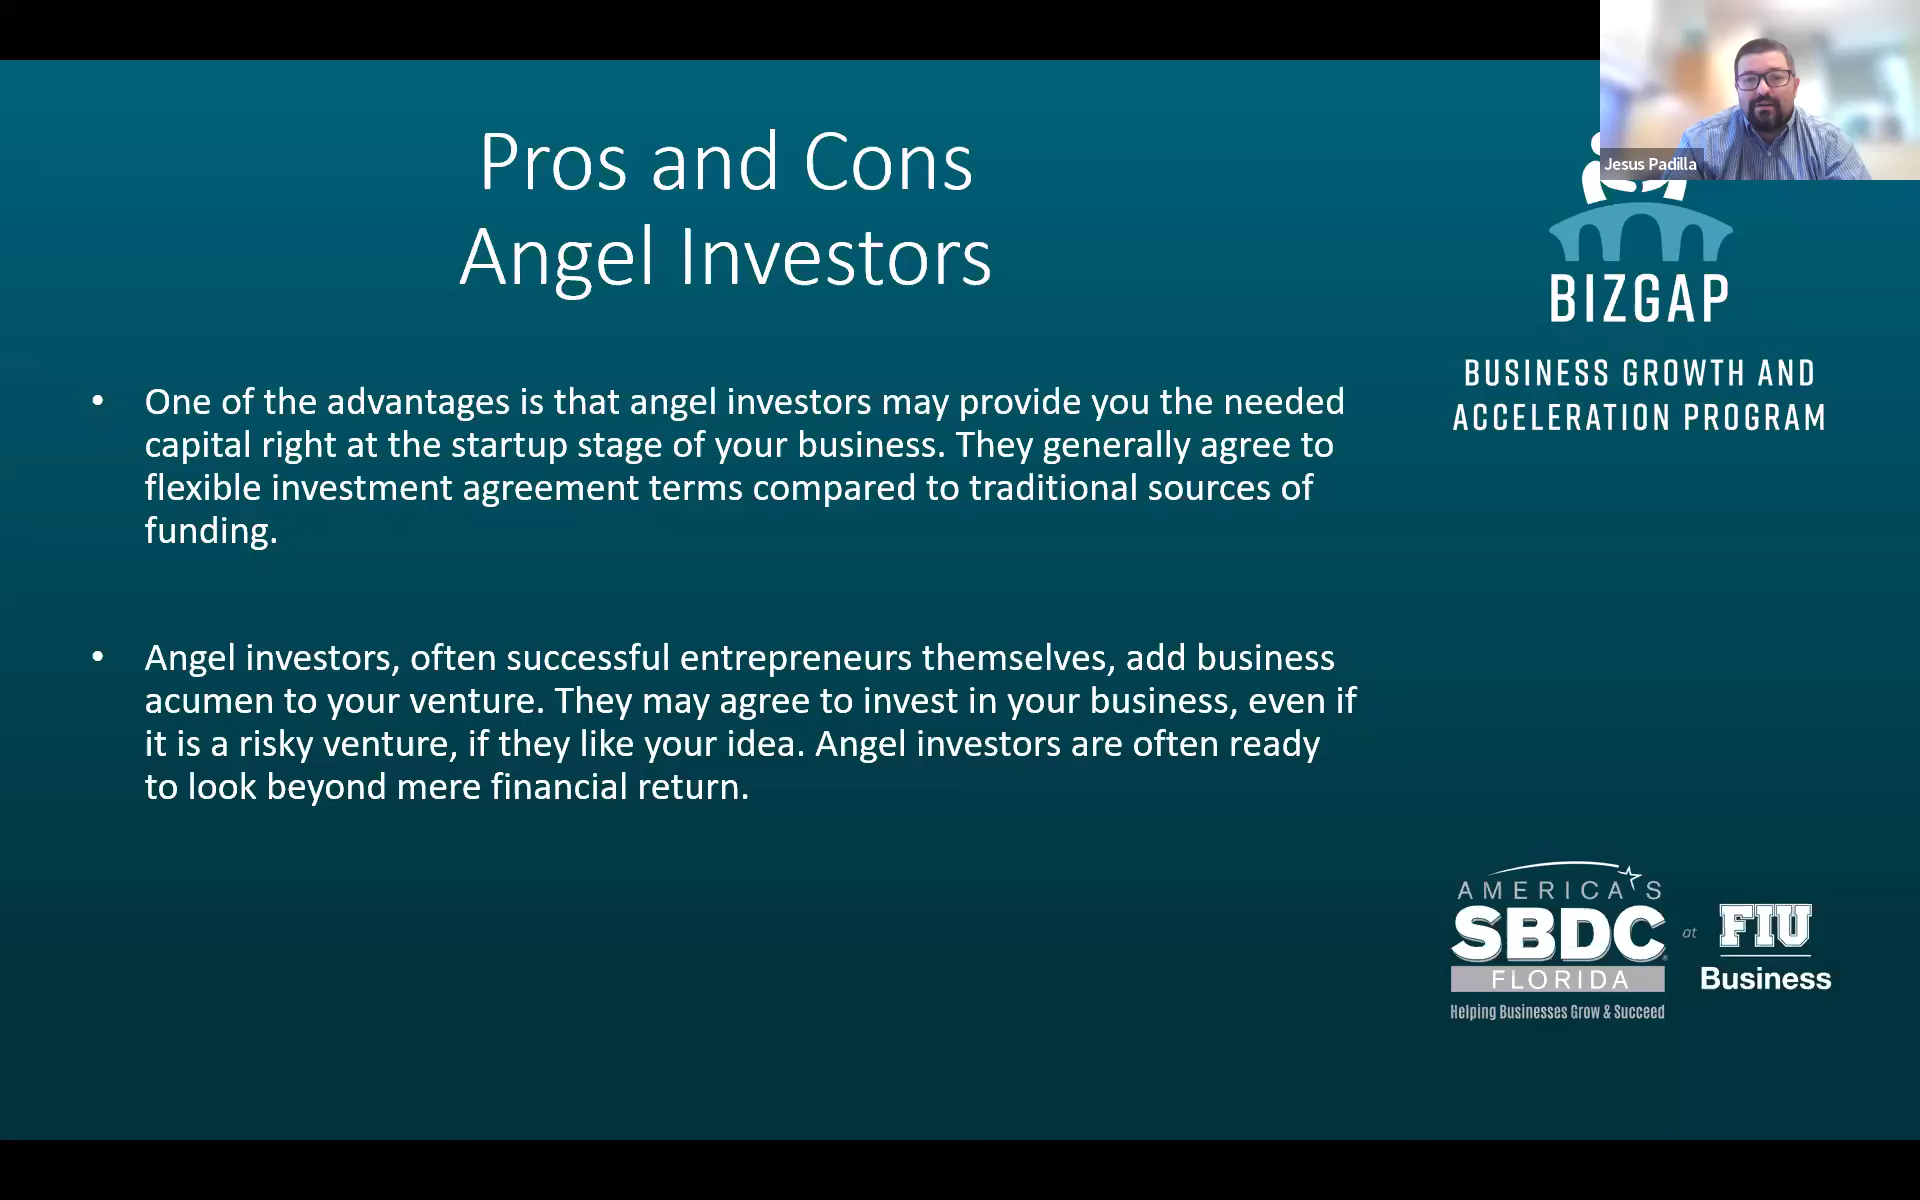 Pros and Cons
Angel Investors
Jesus Padilla
BIZGAP
BUSINESS GROWTH AND
ACCELERATION PROGRAM
• One of the advantages is that angel investors may provide you the needed
capital right at the startup stage of your business. They generally agree to
flexible investment agreement terms compared to traditional sources of
funding.
• Angel investors, often successful entrepreneurs themselves, add business
acumen to your venture. They may agree to invest in your business, even if
it is a risky venture, if they like your idea. Angel investors are often ready
to look beyond mere financial return.
AMERICA'S
SBDC
FLORIDA
Helping Businesses Grow & Succeed
at
FIU
Business